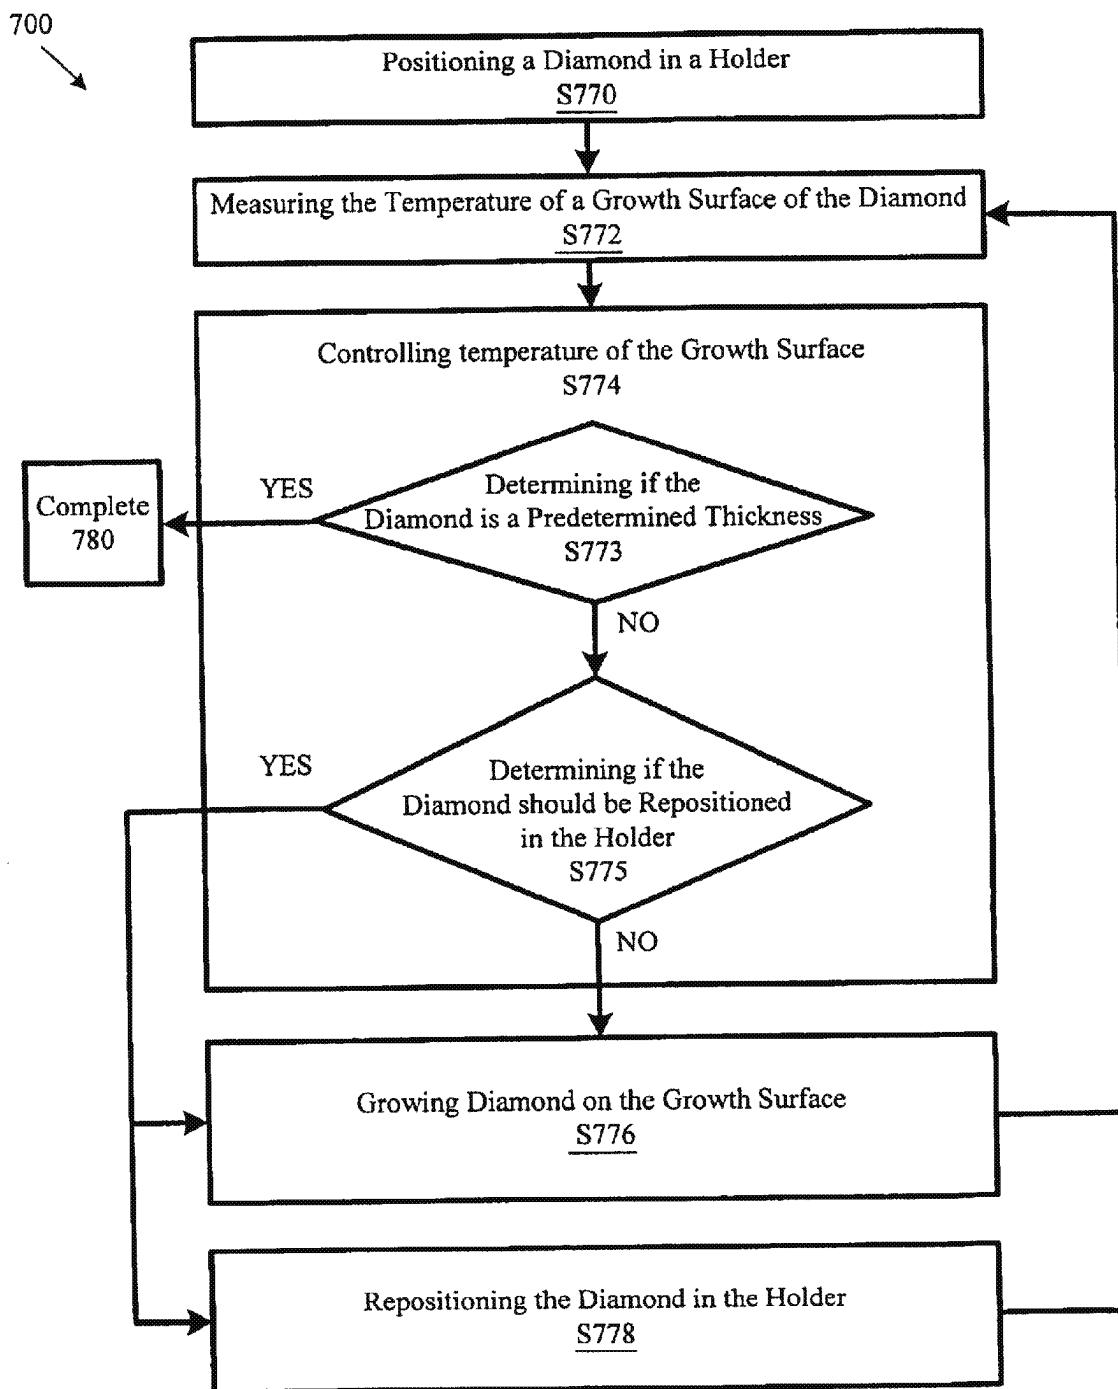 700
Positioning a Diamond in a Holder
S770
Measuring the Temperature of a Growth Surface of the Diamond
S772
Controlling temperature of the Growth Surface
S774
YES
Determining if the
Diamond is a Predetermined Thickness
S773
Complete
780
NO
YES
Determining if the
Diamond should be Repositioned
in the Holder
S775
NO
Growing Diamond on the Growth Surface
S776
Repositioning the Diamond in the Holder
S778